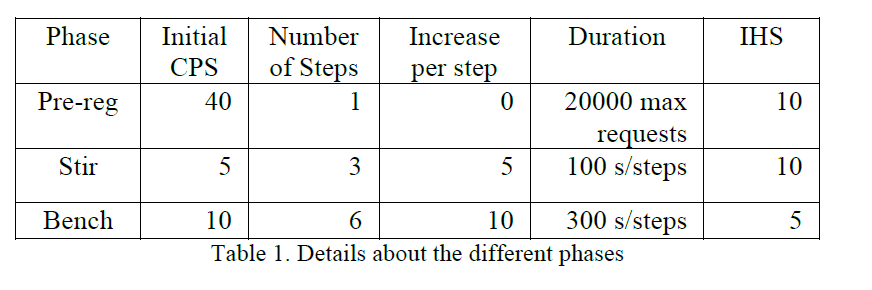 Phase Initial Number Increase Duration IHS
CPS of Steps per step
Pre-reg 40 1 0 20000 max 10
requests
Stir 5 3 5 100 s/steps 10
Bench 10 6 10 300 s/steps 5
Table 1. Details about the different phases